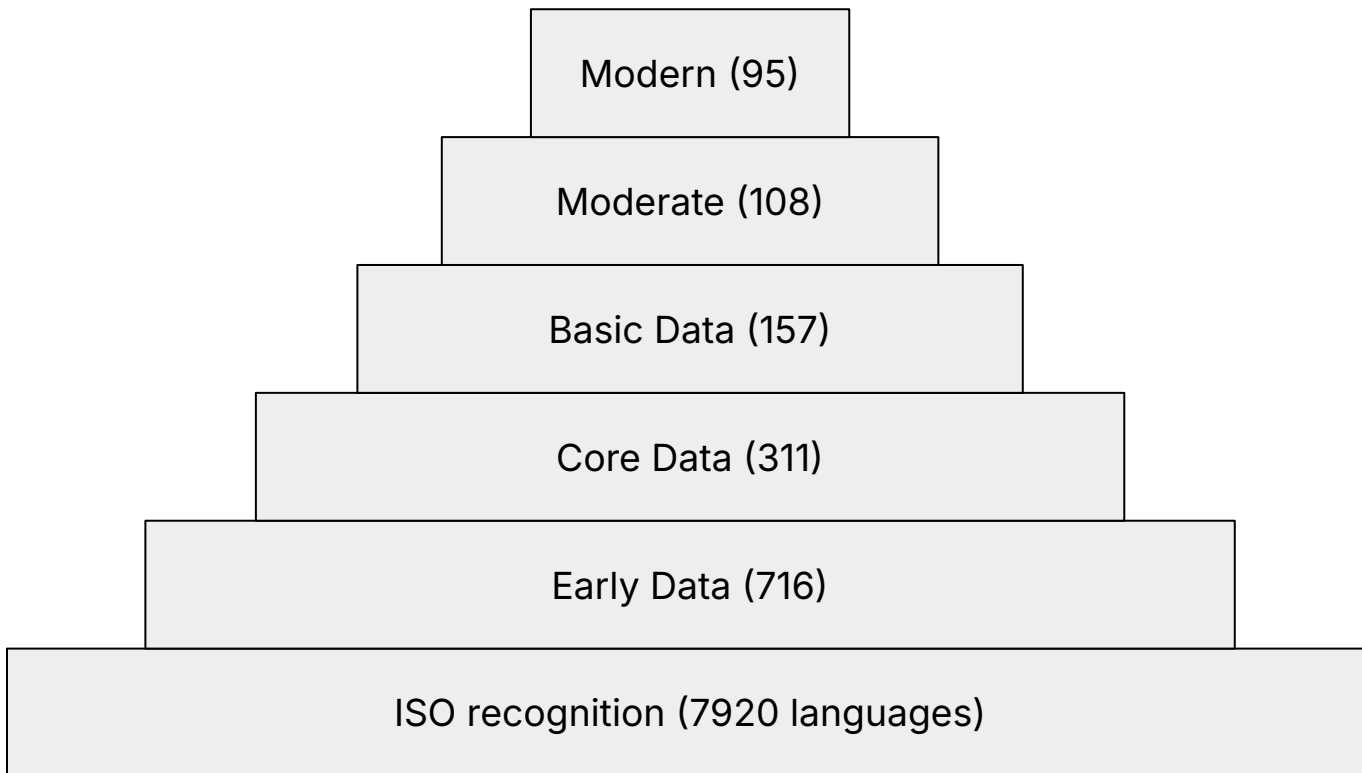 Modern (95)
Moderate (108)
Basic Data (157)
Core Data (311)
Early Data (716)
ISO recognition (7920 languages)